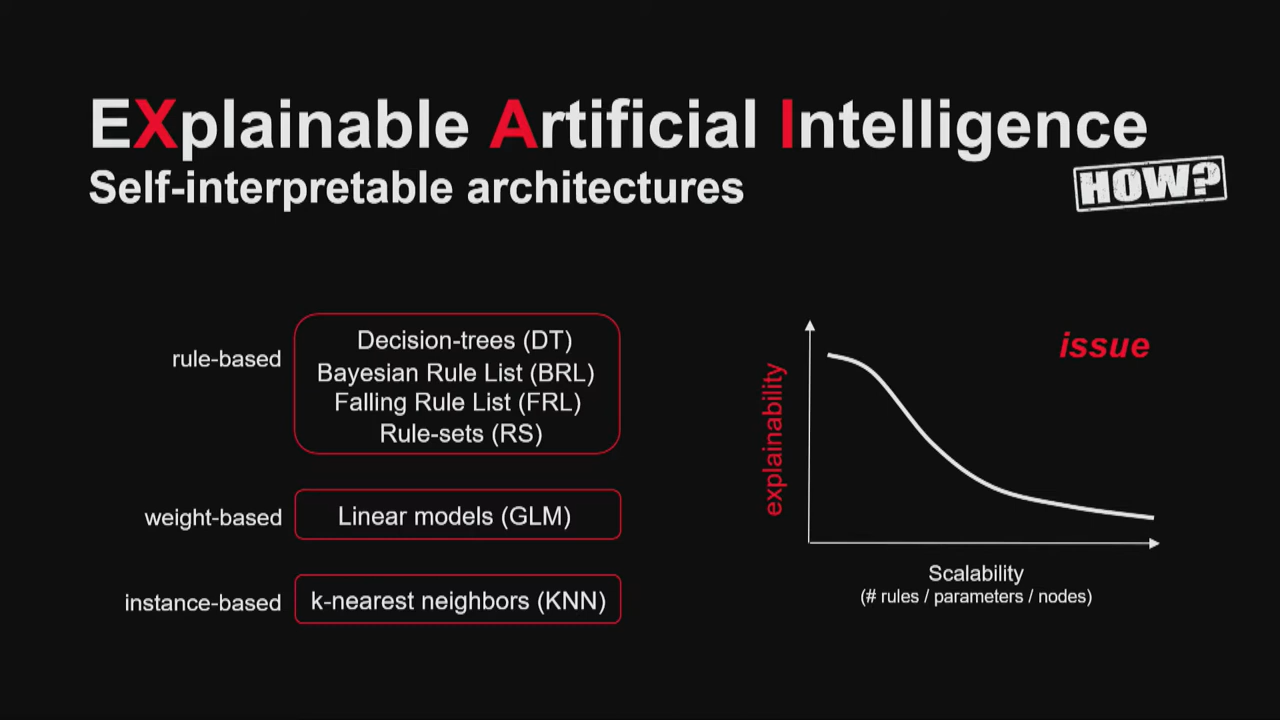 EXplainable Artificial Intelligence
Self-interpretable architectures
HOW?
rule-based
Decision-trees (DT)
Bayesian Rule List (BRL)
Falling Rule List (FRL)
Rule-sets (RS)
weight-based
Linear models (GLM)
instance-based
k-nearest neighbors (KNN)
issue
explainability
Scalability
(# rules / parameters / nodes)